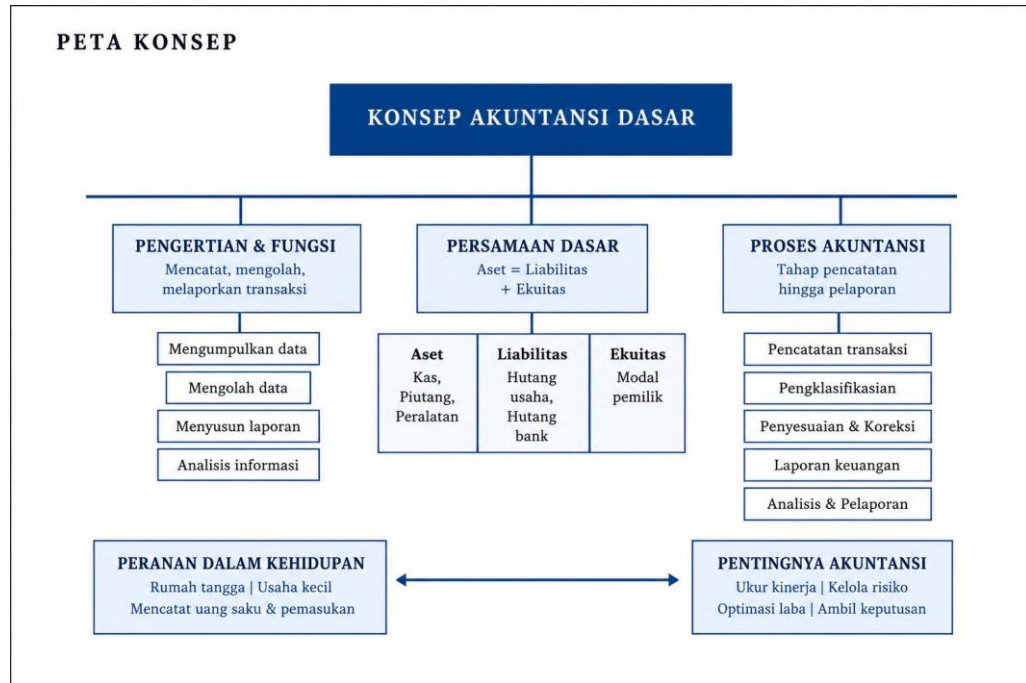 PETA KONSEP
KONSEP AKUNTANSI DASAR
PENGERTIAN & FUNGSI
Mencatat, mengolah,
melaporkan transaksi
Mengumpulkan data
Mengolah data
Menyusun laporan
Analisis informasi
PERSAMAAN DASAR
Aset = Liabilitas
+ Ekuitas
Aset
Kas,
Piutang,
Peralatan
Liabilitas
Hutang
usaha,
Hutang
bank
Ekuitas
Modal
pemilik
PROSES AKUNTANSI
Tahap pencatatan
hingga pelaporan
Pencatatan transaksi
Pengklasifikasian
Penyesuaian & Koreksi
Laporan keuangan
Analisis & Pelaporan
PERANAN DALAM KEHIDUPAN
Rumah tangga | Usaha kecil
Mencatat uang saku & pemasukan
PENTINGNYA AKUNTANSI
Ukur kinerja | Kelola risiko
Optimasi laba | Ambil keputusan